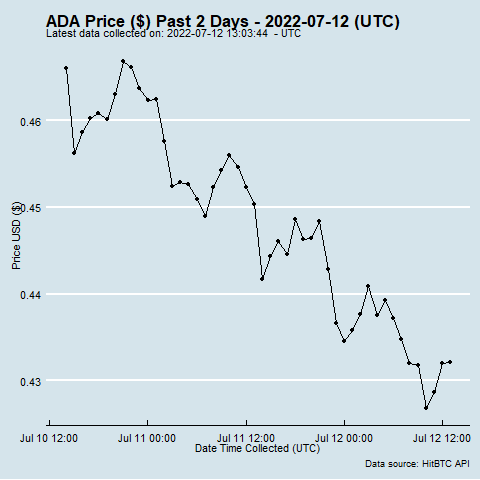 ADA Price ($) Past 2 Days - 2022-07-12 (UTC)
Latest data collected on: 2022-07-12 13:03:44 - UTC
0.46
0.45
0.44
0.43
Price USD ($)
Jul 10 12:00 Jul 11 00:00 Jul 11 12:00 Jul 12 00:00 Jul 12 12:00
Date Time Collected (UTC)
Data source: HitBTC API